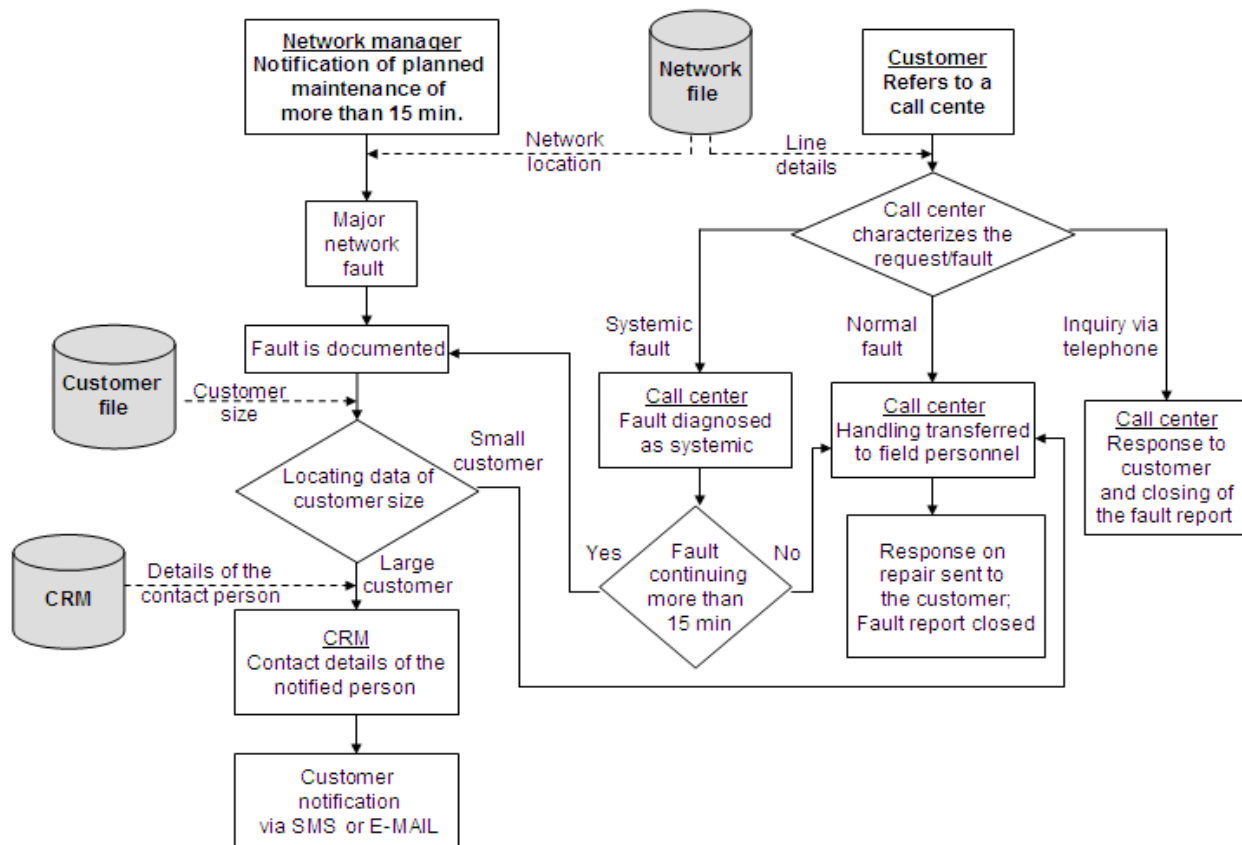 Network manager
Notification of planned
maintenance of
more than 15 min.
Network
file
Customer
Refers to a
call cente
Network
location
Line
details
Major
network
fault
Call center
characterizes the
request/fault
Systemic
fault
Normal
fault
Inquiry via
telephone
Fault is documented
Customer
file
Customer
size
Call center
Fault diagnosed
as systemic
Call center
Handling transferred
to field personnel
Call center
Response to
customer
and closing of
the fault report
Small
customer
Locating data of
customer size
Yes
Fault
continuing
more than
15 min
No
Response on
repair sent to
the customer;
Fault report closed
CRM
Details of the
contact person
Large
customer
CRM
Contact details of the
notified person
Customer
notification
via SMS or E-MAIL